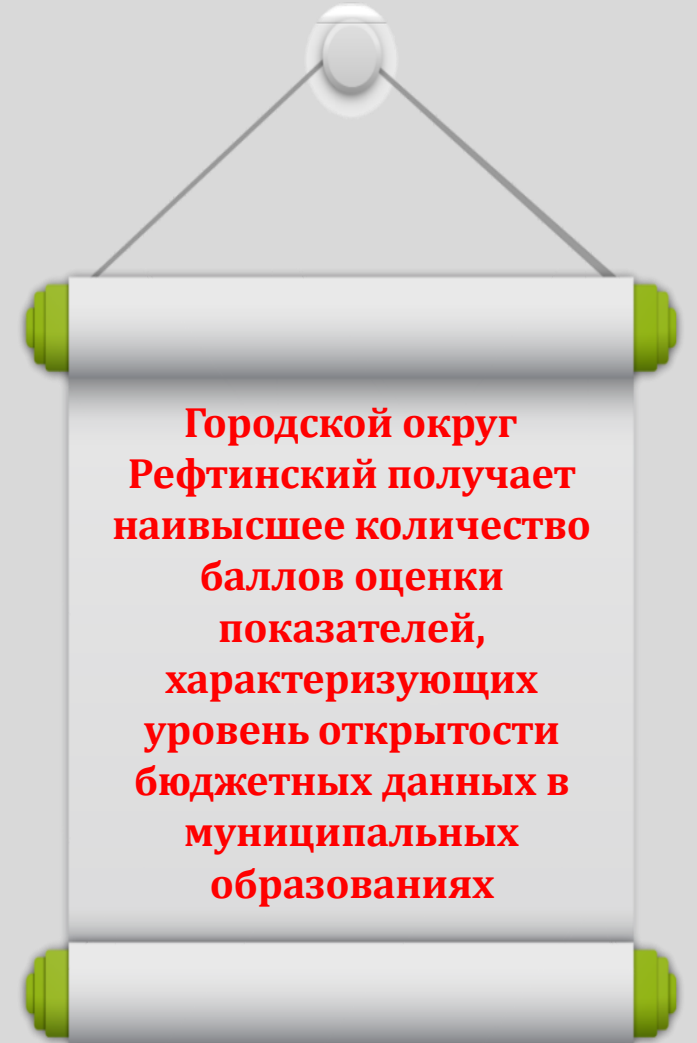 Городской округ
Рефтинский получает
наивысшее количество
баллов оценки
показателей,
характеризующих
уровень открытости
бюджетных данных в
муниципальных
образованиях